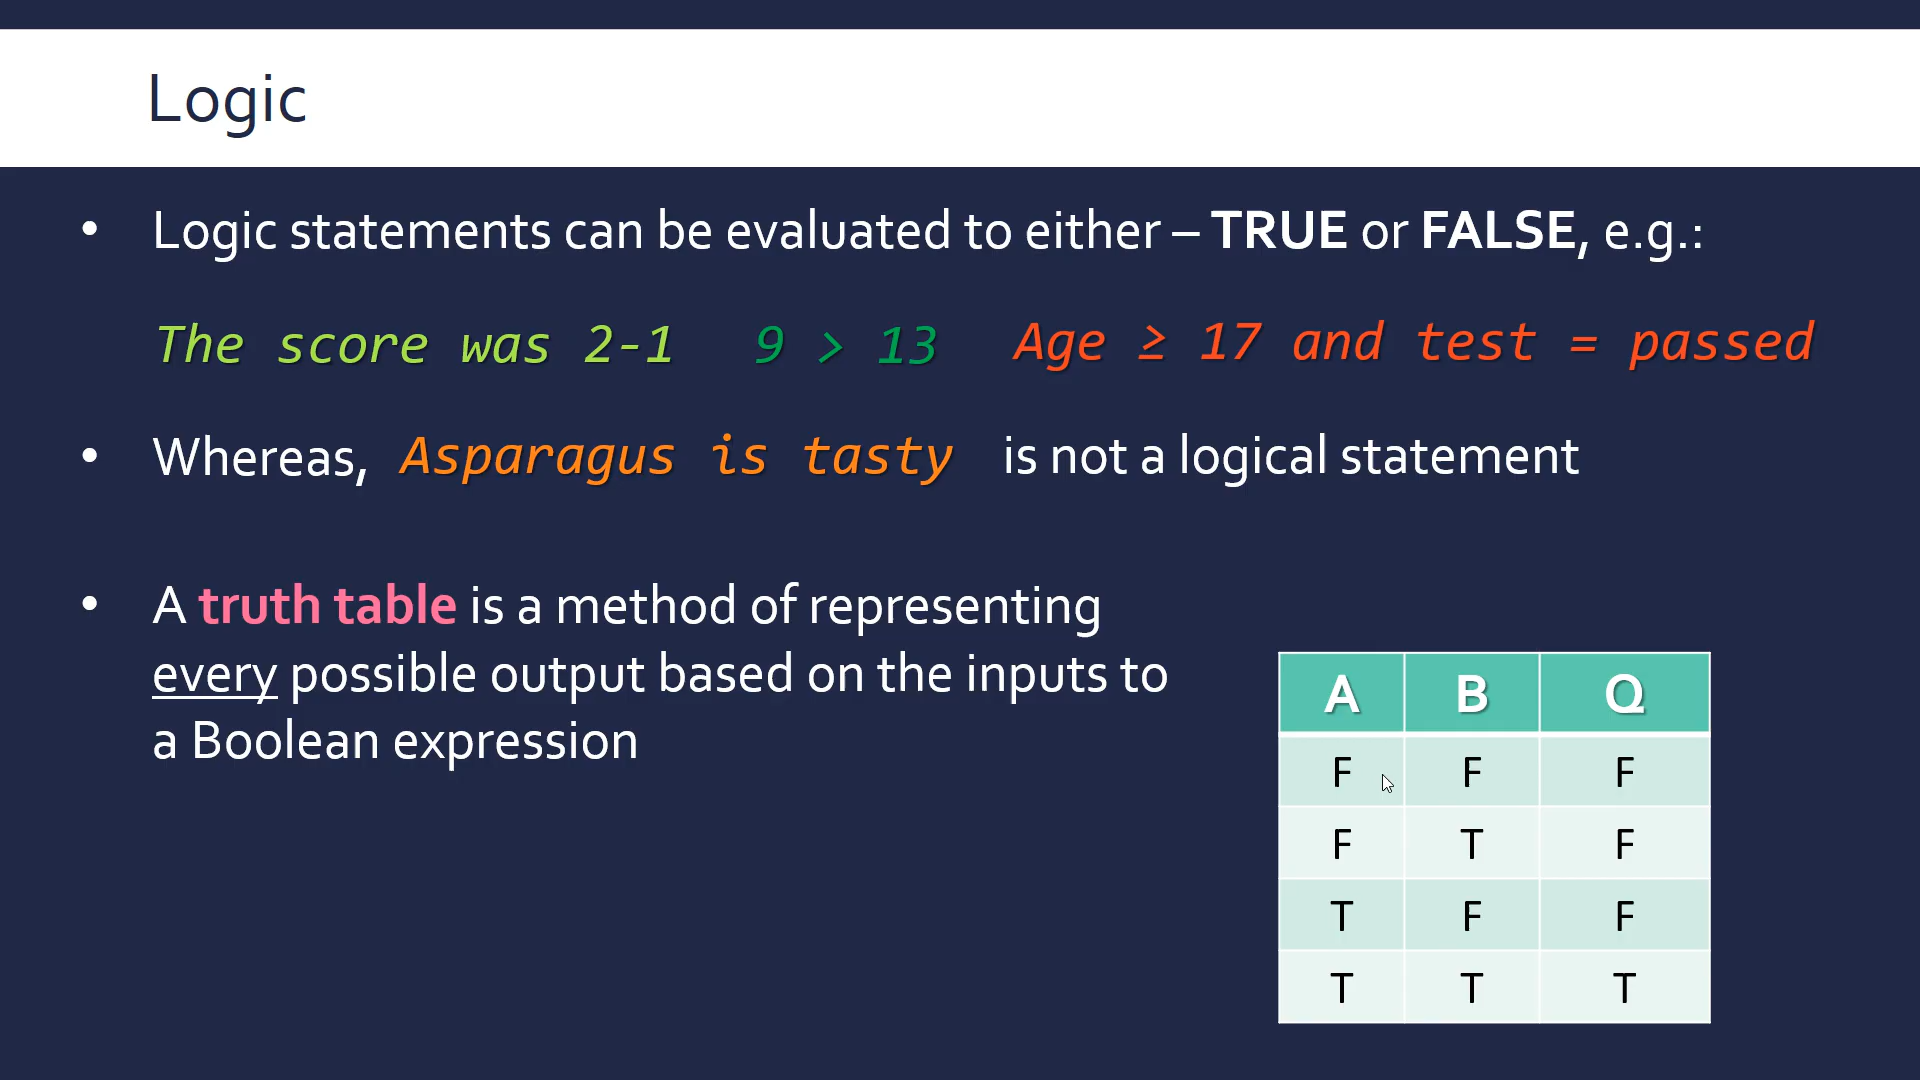 Logic
• Logic statements can be evaluated to either – TRUE or FALSE, e.g.:
The score was 2-1 9 > 13 Age ≥ 17 and test = passed
• Whereas, Asparagus is tasty is not a logical statement
• A truth table is a method of representing
every possible output based on the inputs to
a Boolean expression
A B Q
F F F
F T F
T F F
T T T